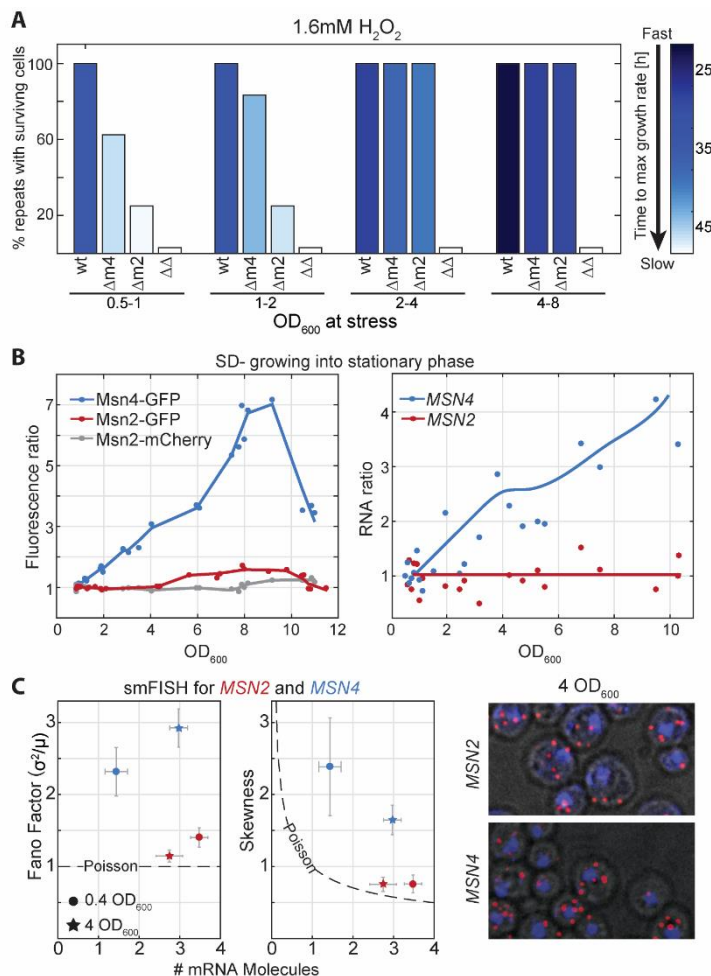 A
1.6mM H₂O₂
% repeats with survivng cells
100
60
20
wt
Δm4
Δm2
ΔΔ
wt
Δm4
Δm2
ΔΔ
wt
Δm4
Δm2
ΔΔ
wt
Δm4
Δm2
ΔΔ
0.5-1
1-2
2-4
4-8
OD₆₀₀ at stress
Fast
Time to max growth rate [h]
Slow
25
35
45
B
SD- growing into stationary phase
Fluorescence ratio
7
5
3
1
Msn4-GFP
Msn2-GFP
Msn2-mCherry
0 2 4 6 8 10 11.5
OD₆₀₀
RNA ratio
4
3
2
1
MSN4
MSN2
0 2 4 6 8 10
OD₆₀₀
C
smFISH for MSN2 and MSN4
Fano Factor (σ²/μ)
3
2
1
Poisson
0.4 OD₆₀₀
4 OD₆₀₀
0 1 2 3 4
Skewness
3
2
1
Poisson
0 1 2 3 4
# mRNA Molecules
4 OD₆₀₀
MSN2
MSN4